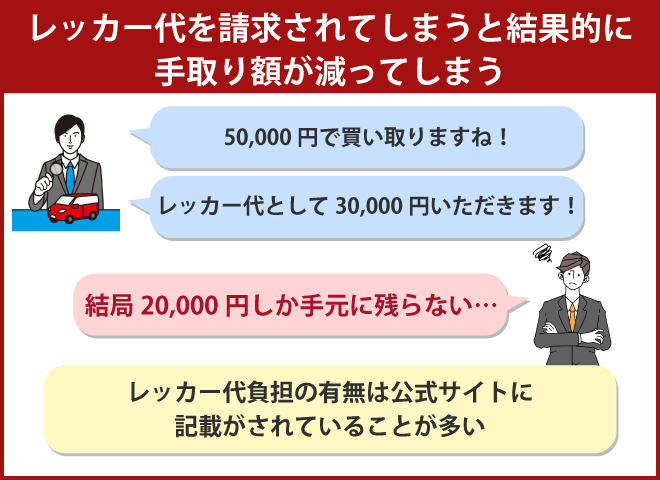 レッカー代を請求されてしまうと結果的に
手取り額が減ってしまう
50,000 円で買い取りますね！
レッカー代として 30,000 円いただきます！
結局 20,000 円しか手元に残らない…
レッカー代負担の有無は公式サイトに
記載がされていることが多い